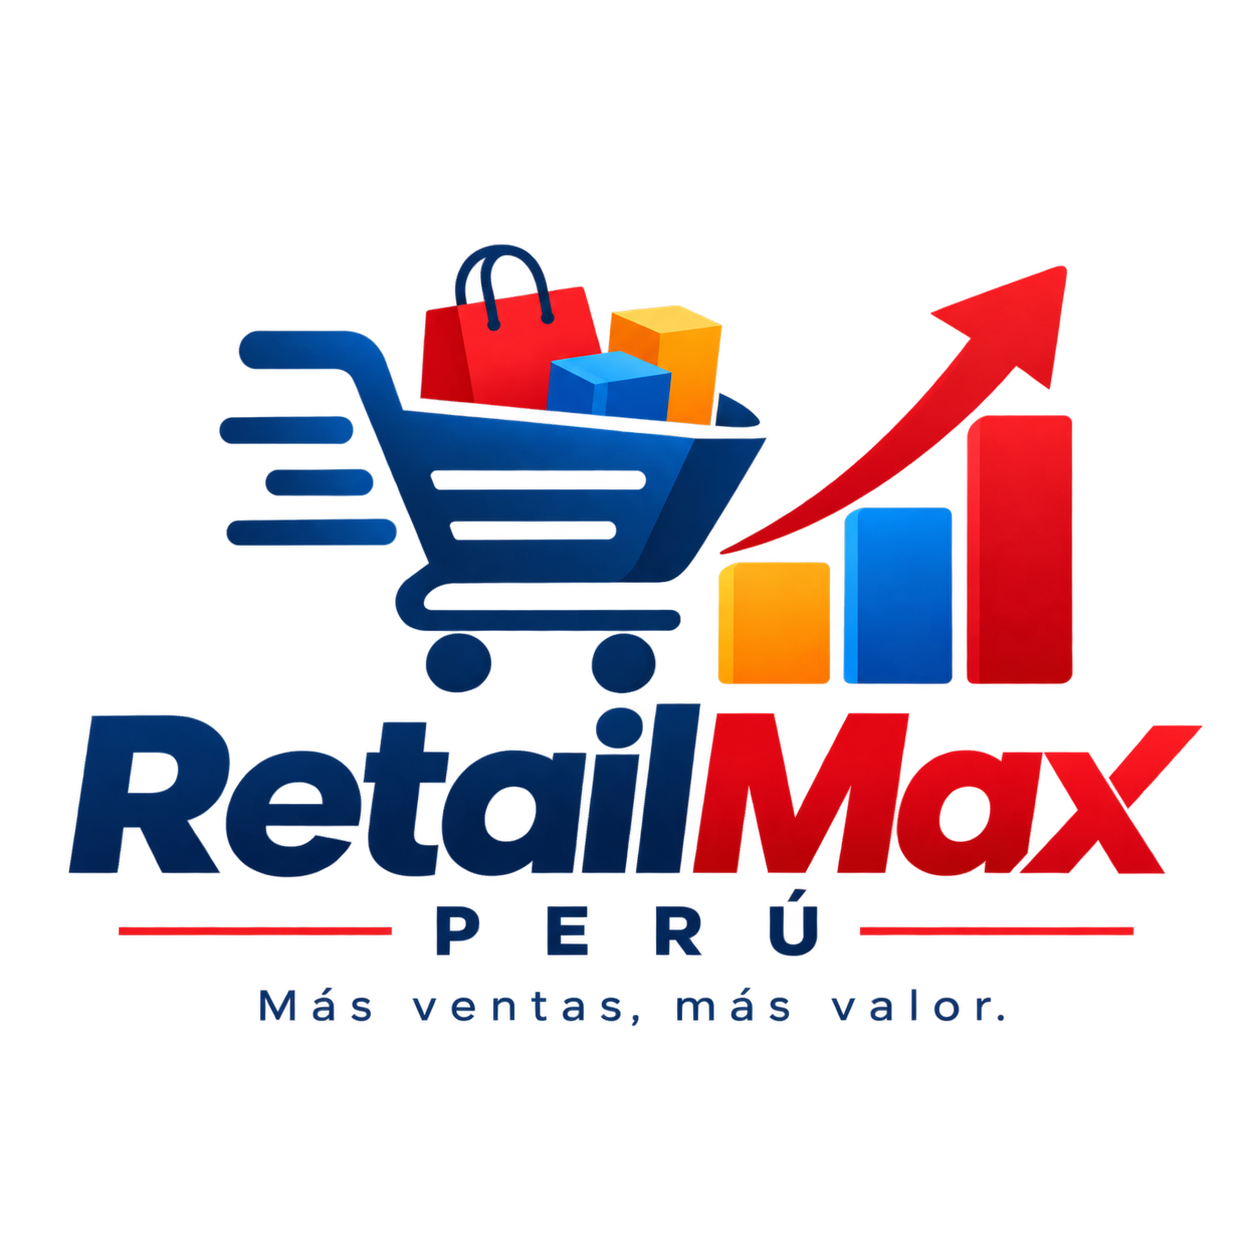 RetailMax
PERÚ
Más ventas, más valor.